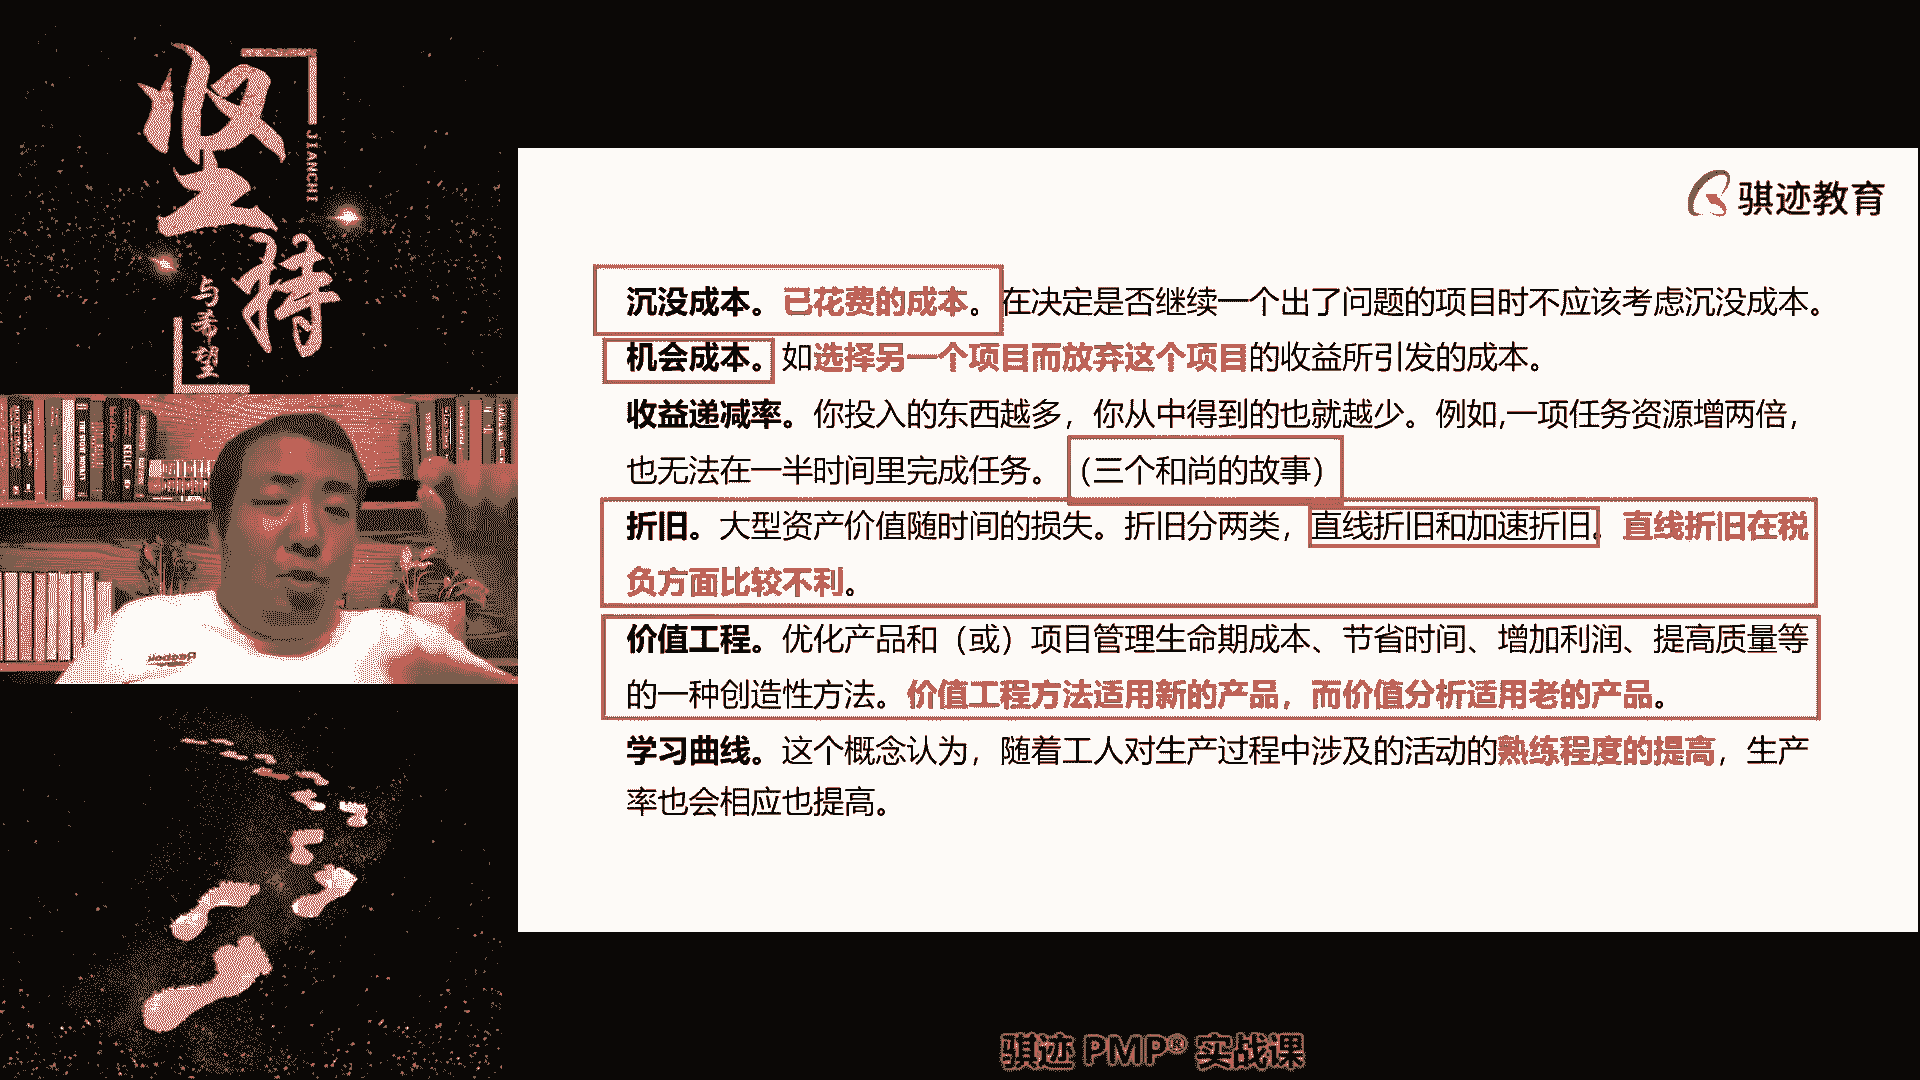 坚持
JIANCHI
与希望
骐迹教育
沉没成本。已花费的成本。在决定是否继续一个出了问题的项目时不应该考虑沉没成本。
机会成本。如选择另一个项目而放弃这个项目的收益所引发的成本。
收益递减率。你投入的东西越多，你从中得到的也就越少。例如,一项任务资源增两倍，
也无法在一半时间里完成任务。（三个和尚的故事）
折旧。大型资产价值随时间的损失。折旧分两类，直线折旧和加速折旧。直线折旧在税
负方面比较不利。
价值工程。优化产品和（或）项目管理生命期成本、节省时间、增加利润、提高质量等
的一种创造性方法。价值工程方法适用新的产品，而价值分析适用老的产品。
学习曲线。这个概念认为，随着工人对生产过程中涉及的活动的熟练程度的提高，生产
率也会相应也提高。
骐迹 PMP® 实战课